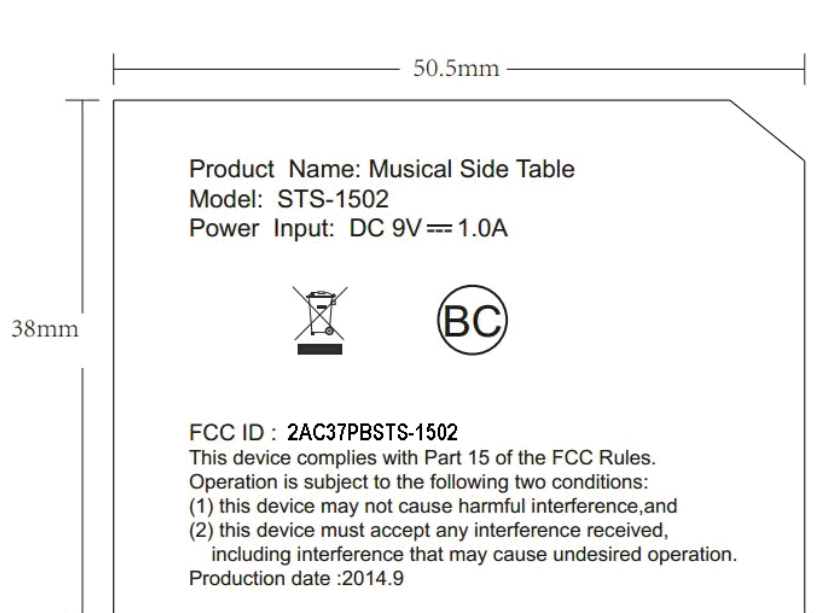 50.5mm
Product Name: Musical Side Table
Model: STS-1502
Power Input: DC 9V⎓1.0A
BC
38mm
FCC ID : 2AC37PBSTS-1502
This device complies with Part 15 of the FCC Rules.
Operation is subject to the following two conditions:
(1) this device may not cause harmful interference,and
(2) this device must accept any interference received,
including interference that may cause undesired operation.
Production date :2014.9